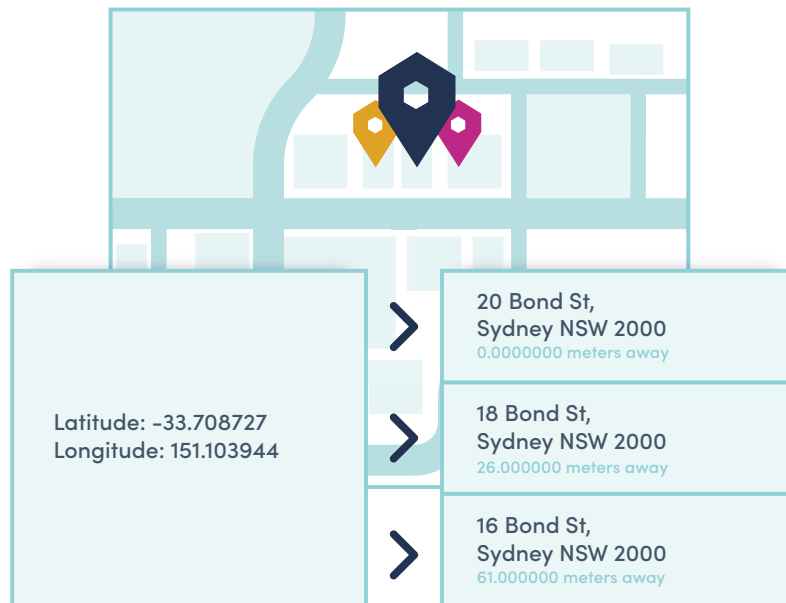 Latitude: -33.708727
Longitude: 151.103944
20 Bond St,
Sydney NSW 2000
0.0000000 meters away
18 Bond St,
Sydney NSW 2000
26.000000 meters away
16 Bond St,
Sydney NSW 2000
61.000000 meters away